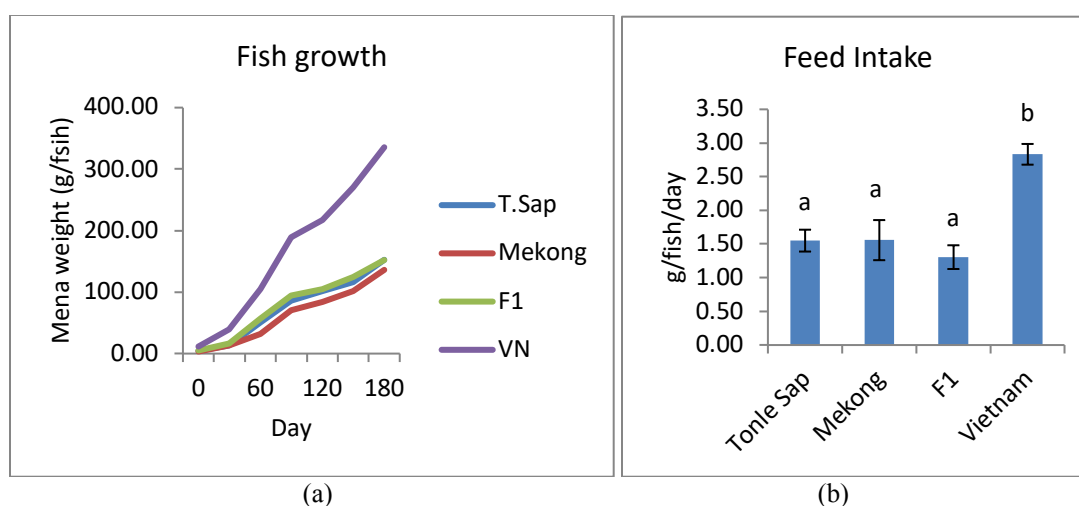 Fish growth
Mena weight (g/fsih)
400.00
300.00
200.00
100.00
0.00
0 60 120 180
Day
T.Sap
Mekong
F1
VN
(a)
Feed Intake
g/fish/day
3.50
3.00
2.50
2.00
1.50
1.00
0.50
0.00
a a a b
Tonle Sap Mekong F1 Vietnam
(b)